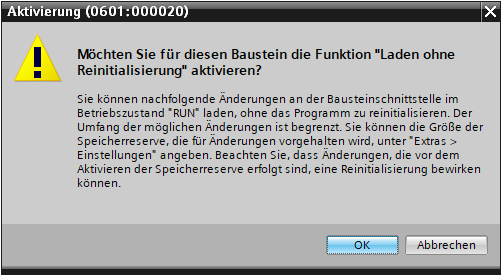 Aktivierung (0601:000020)
Möchten Sie für diesen Baustein die Funktion "Laden ohne
Reinitialisierung" aktivieren?
Sie können nachfolgende Änderungen an der Bausteinschnittstelle im
Betriebszustand "RUN" laden, ohne das Programm zu reinitialisieren. Der
Umfang der möglichen Änderungen ist begrenzt. Sie können die Größe der
Speicherreserve, die für Änderungen vorgehalten wird, unter "Extras >
Einstellungen" angeben. Beachten Sie, dass Änderungen, die vor dem
Aktivieren der Speicherreserve erfolgt sind, eine Reinitialisierung bewirken
können.
OK Abbrechen